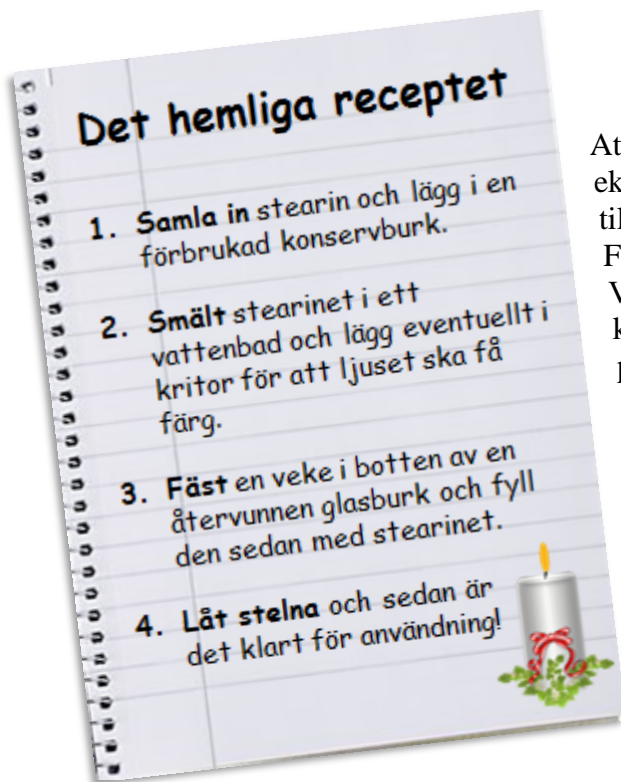 Det hemliga receptet
1. Samla in stearin och lägg i en
förbrukad konservburk.
2. Smält stearinet i ett
vattenbad och lägg eventuellt i
kritor för att ljuset ska få
färg.
3. Fäst en veke i botten av en
återvunnen glasburk och fyll
den sedan med stearinet.
4. Låt stelna och sedan är
det klart för användning!
At
ek
til
F
V